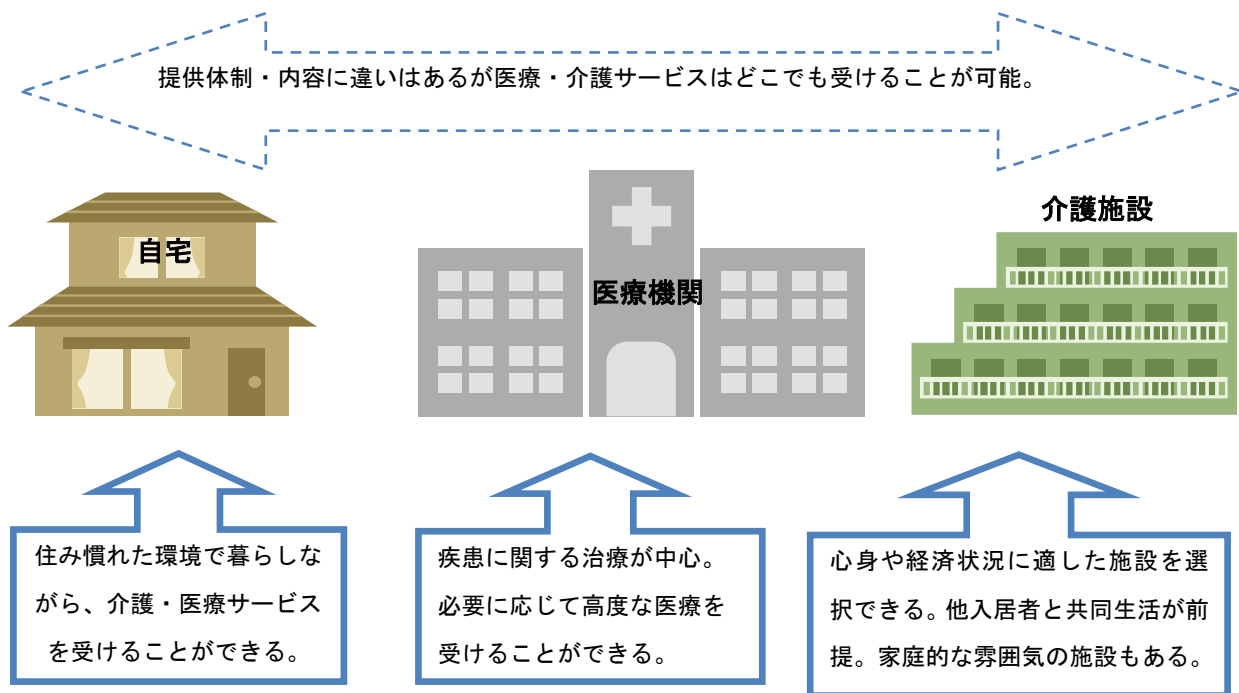 提供体制・内容に違いはあるが医療・介護サービスはどこでも受けることが可能。
自宅
医療機関
介護施設
住み慣れた環境で暮らしな
がら、介護・医療サービス
を受けることができる。
疾患に関する治療が中心。
必要に応じて高度な医療を
受けることができる。
心身や経済状況に適した施設を選
択できる。他入居者と共同生活が前
提。家庭的な雰囲気の施設もある。